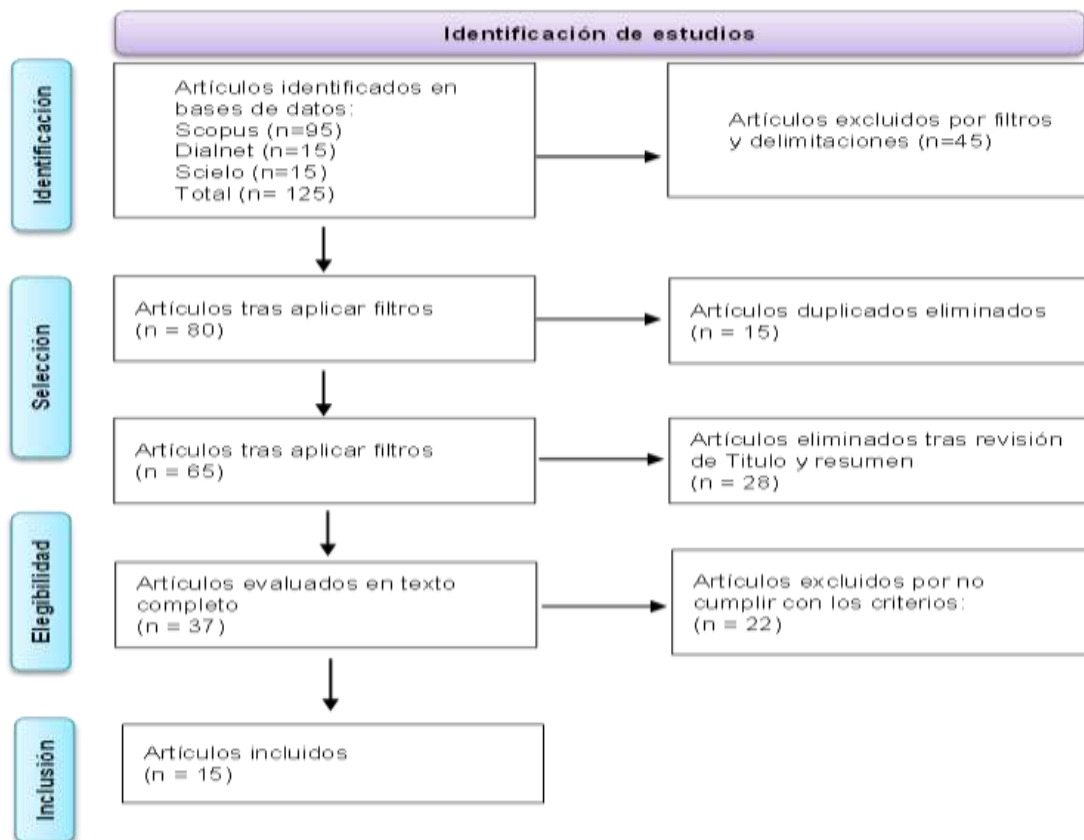 Identificación de estudios
Identificación
Artículos identificados en
bases de datos:
Scopus (n=95)
Dialnet (n=15)
Scielo (n=15)
Total (n= 125)
Artículos excluidos por filtros
y delimitaciones (n=45)
Selección
Artículos tras aplicar filtros
(n = 80)
Artículos duplicados eliminados
(n = 15)
Artículos tras aplicar filtros
(n = 65)
Artículos eliminados tras revisión
de Titulo y resumen
(n = 28)
Elegibilidad
Artículos evaluados en texto
completo
(n = 37)
Artículos excluidos por no
cumplir con los criterios:
(n = 22)
Inclusión
Artículos incluidos
(n = 15)